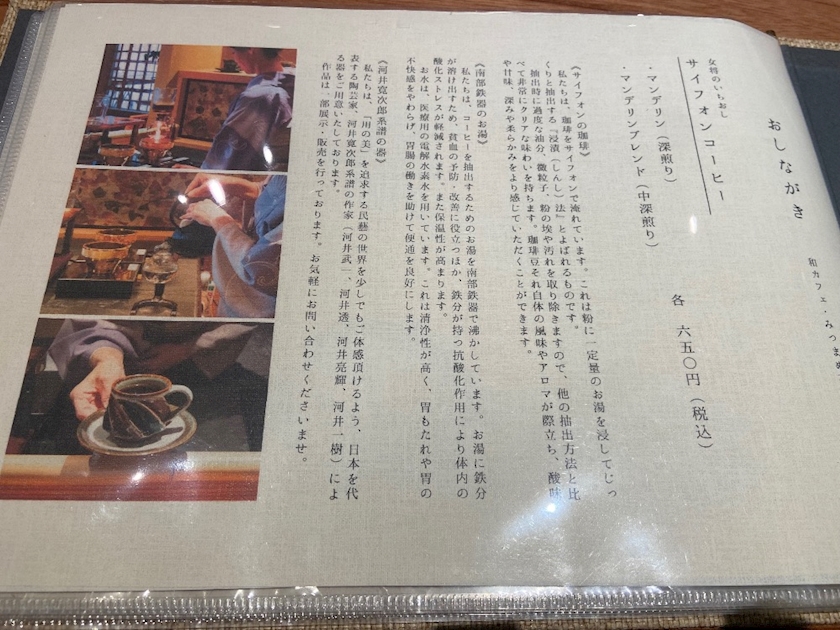 おしながき
和カフェ・みつま
女将のいちおし
サイフォンコーヒー
・マンデリン（深煎り）
・マンデリンブレンド（中深煎り）
各　六五〇円（税込）
《サイフォンの珈琲》
私たちは、珈琲をサイフォンで淹れています。これは粉に一定量のお湯を浸してじっ
くりと抽出する『浸漬（しんし）法』とよばれるものです。
抽出時に過度な油分、微粒子、粉の埃や汚れを取り除きますので、他の抽出方法と比
べて非常にクリアな味わいを持ちます。珈琲豆それ自体の風味やアロマが際立ち、酸味
や甘味、深みや柔らかみをより感じていただくことができます。
《南部鉄器のお湯》
私たちは、コーヒーを抽出するためのお湯を南部鉄器で沸かしています。お湯に鉄分
が溶け出すため、貧血の予防・改善に役立つほか、鉄分が持つ抗酸化作用により体内の
酸化ストレスが軽減されます。また保温性が高まります。
お水は、医療用の電解水素水を用いています。これは清浄性が高く、胃もたれや胃の
不快感をやわらげ、胃腸の働きを助けて便通を良好にします。
《河井寛次郎系譜の器》
私たちは、「用の美」を追求する民藝の世界を少しでもご体感頂けるよう、日本を代
表する陶芸家、河井寛次郎系譜の作家（河井武一、河井透、河井亮輝、河井一樹）によ
る器をご用意いたしております。
作品は一部展示・販売を行っております。お気軽にお問い合わせくださいませ。